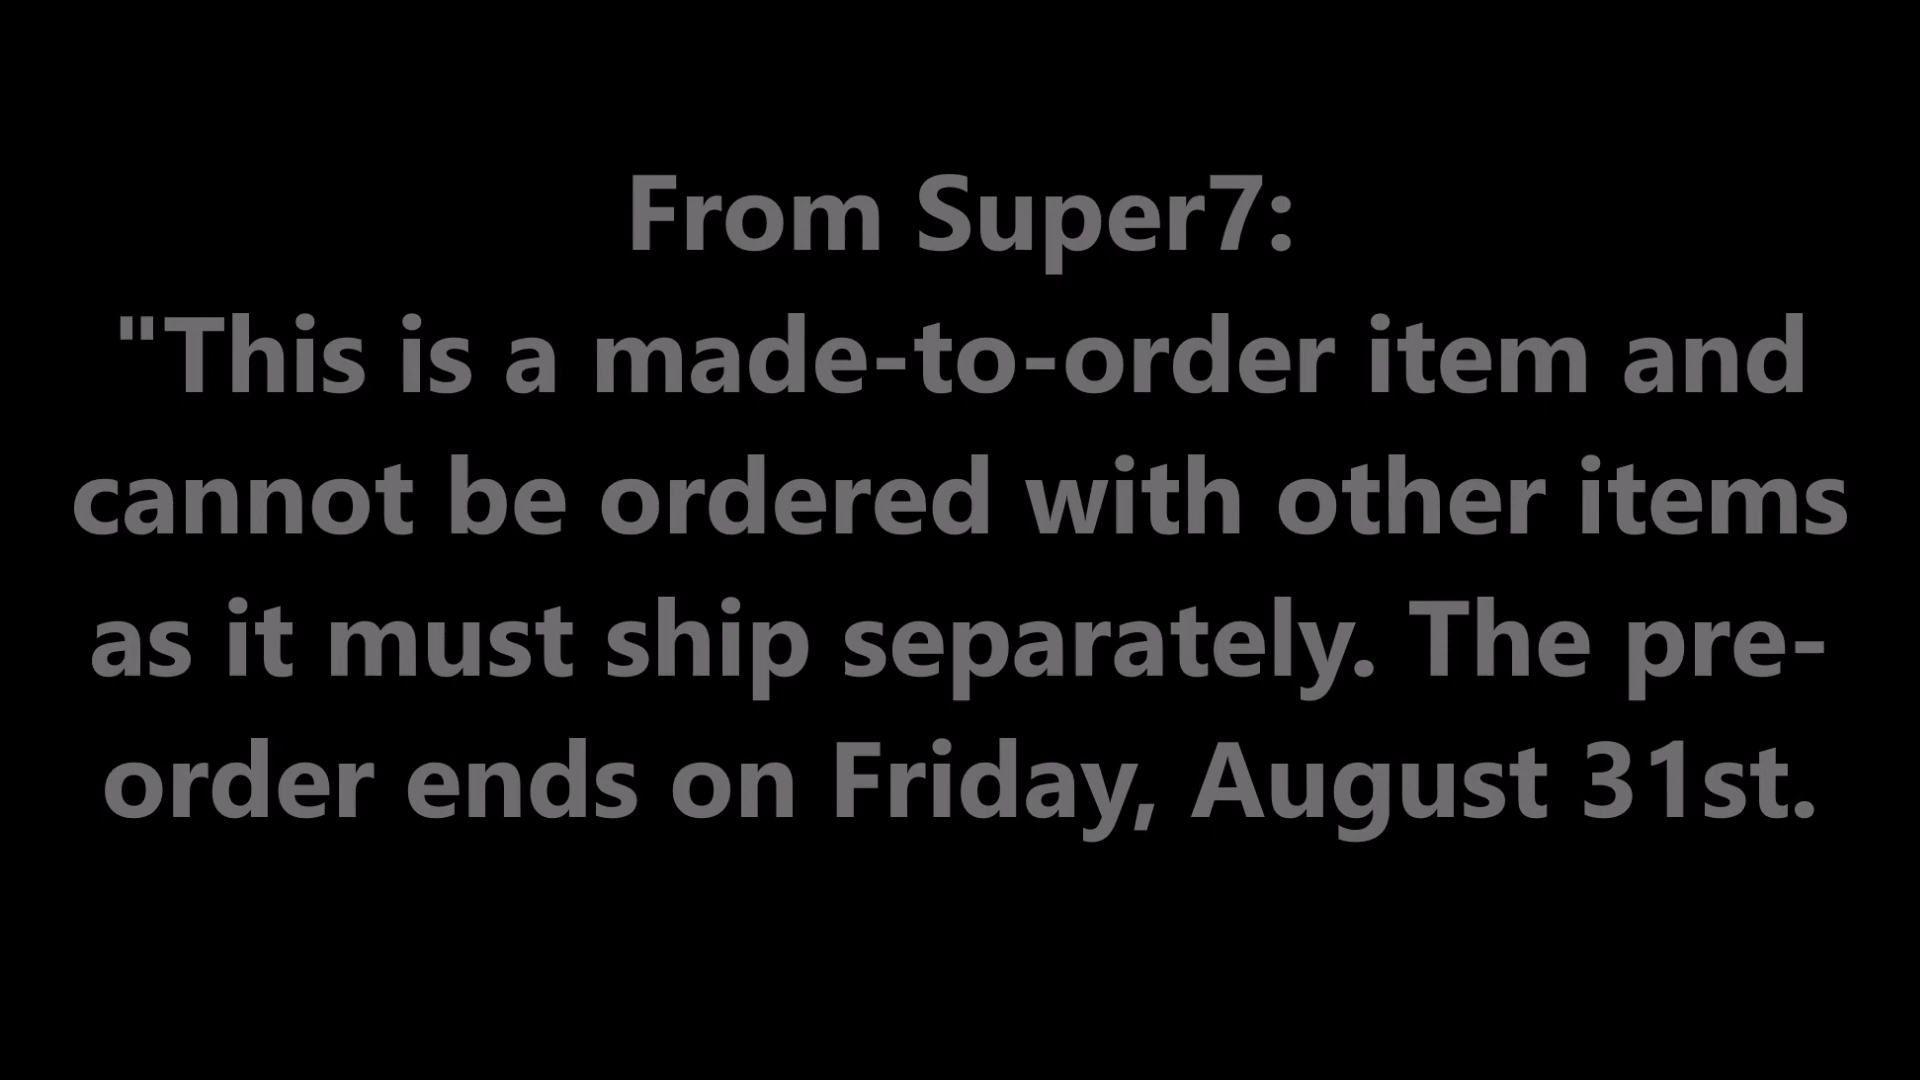 From Super7:
"This is a made-to-order item and
cannot be ordered with other items
as it must ship separately. The pre-
order ends on Friday, August 31st.